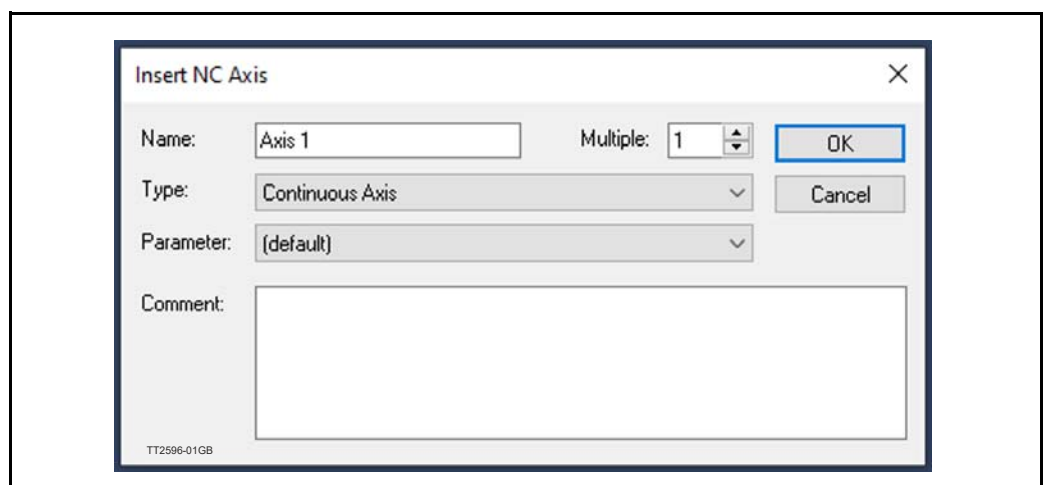 Insert NC Axis
Name: Axis 1 Multiple: 1 OK
Type: Continuous Axis Cancel
Parameter: (default)
Comment:
TT2596-01GB